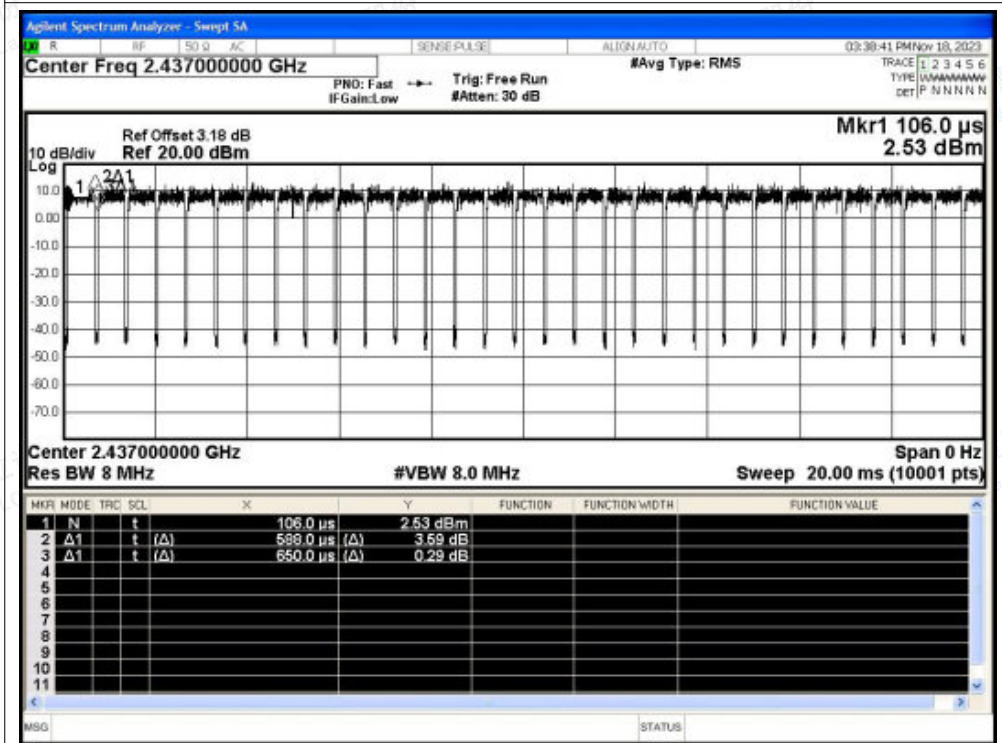 Agilent Spectrum Analyzer - Swept SA
LXI R RF 50 Ω AC SENSE:PULSE ALIGN AUTO 03:38:41 PM Nov 18, 2023
Center Freq 2.437000000 GHz #Avg Type: RMS TRACE 1 2 3 4 5 6
PNO: Fast Trig: Free Run TYPE WWWWWWW
IFGain:Low #Atten: 30 dB DET P N N N N N
Mkr1 106.0 µs
Ref Offset 3.18 dB
10 dB/div Ref 20.00 dBm 2.53 dBm
Log
2Δ1
10.0 1 3Δ1
0.00
-10.0
-20.0
-30.0
-40.0
-50.0
-60.0
-70.0
Center 2.437000000 GHz Span 0 Hz
Res BW 8 MHz #VBW 8.0 MHz Sweep 20.00 ms (10001 pts)
MKR MODE TRC SCL X Y FUNCTION FUNCTION WIDTH FUNCTION VALUE
1 N t 106.0 µs 2.53 dBm
2 Δ1 t (Δ) 588.0 µs (Δ) 3.59 dB
3 Δ1 t (Δ) 650.0 µs (Δ) 0.29 dB
4
5
6
7
8
9
10
11
MSG STATUS